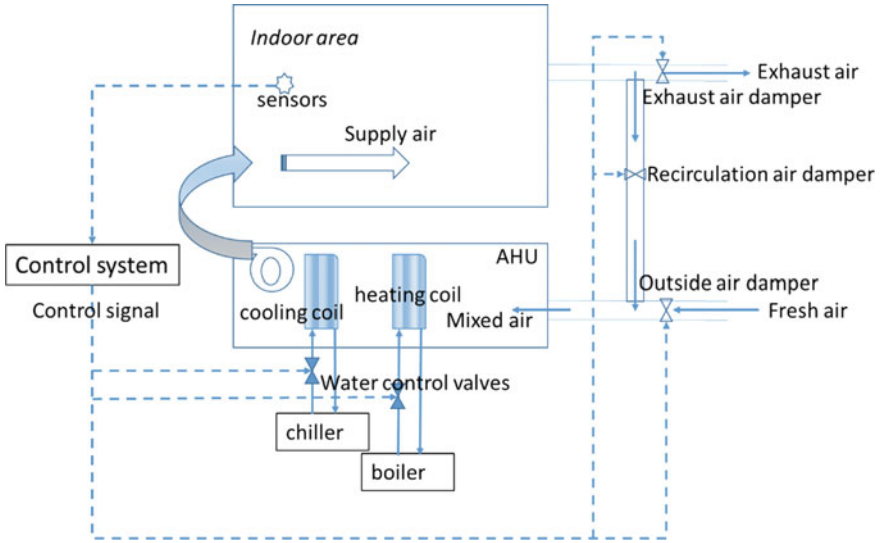 Indoor area
sensors
Supply air
Exhaust air
Exhaust air damper
Recirculation air damper
Control system
Control signal
AHU
cooling coil
heating coil
Mixed air
Outside air damper
Fresh air
Water control valves
chiller
boiler